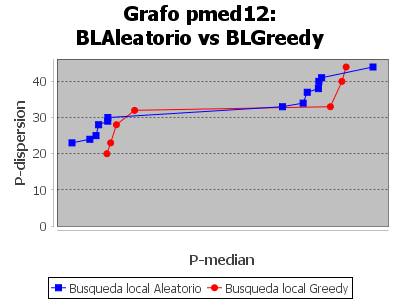 Grafo pmed12:
BLAleatorio vs BLGreedy
40
30
20
10
0
P-dispersion
P-median
Busqueda local Aleatorio
Busqueda local Greedy